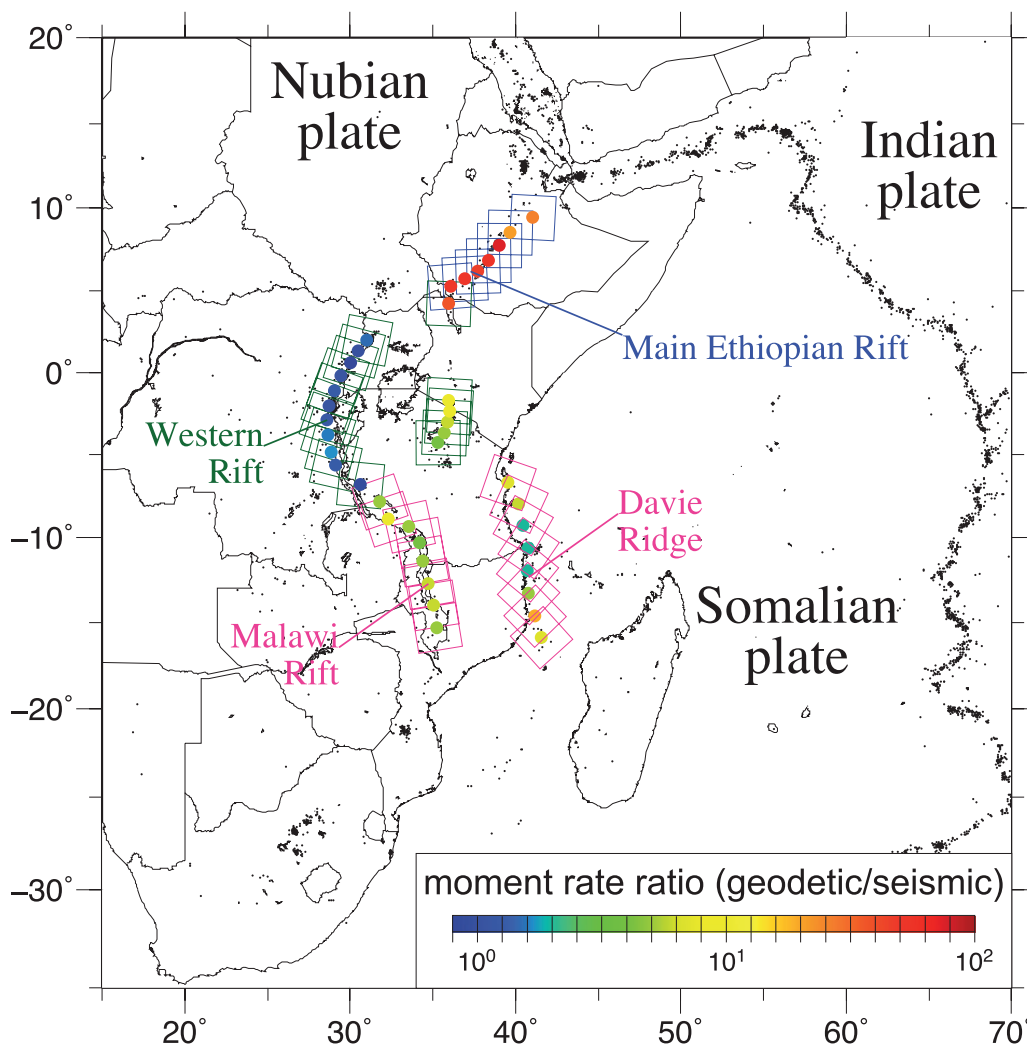 20°
10°
0°
−10°
−20°
−30°
Nubian
plate
Indian
plate
Main Ethiopian Rift
Western
Rift
Davie
Ridge
Somalian
plate
Malawi
Rift
moment rate ratio (geodetic/seismic)
10⁰ 10¹ 10²
20° 30° 40° 50° 60° 70°